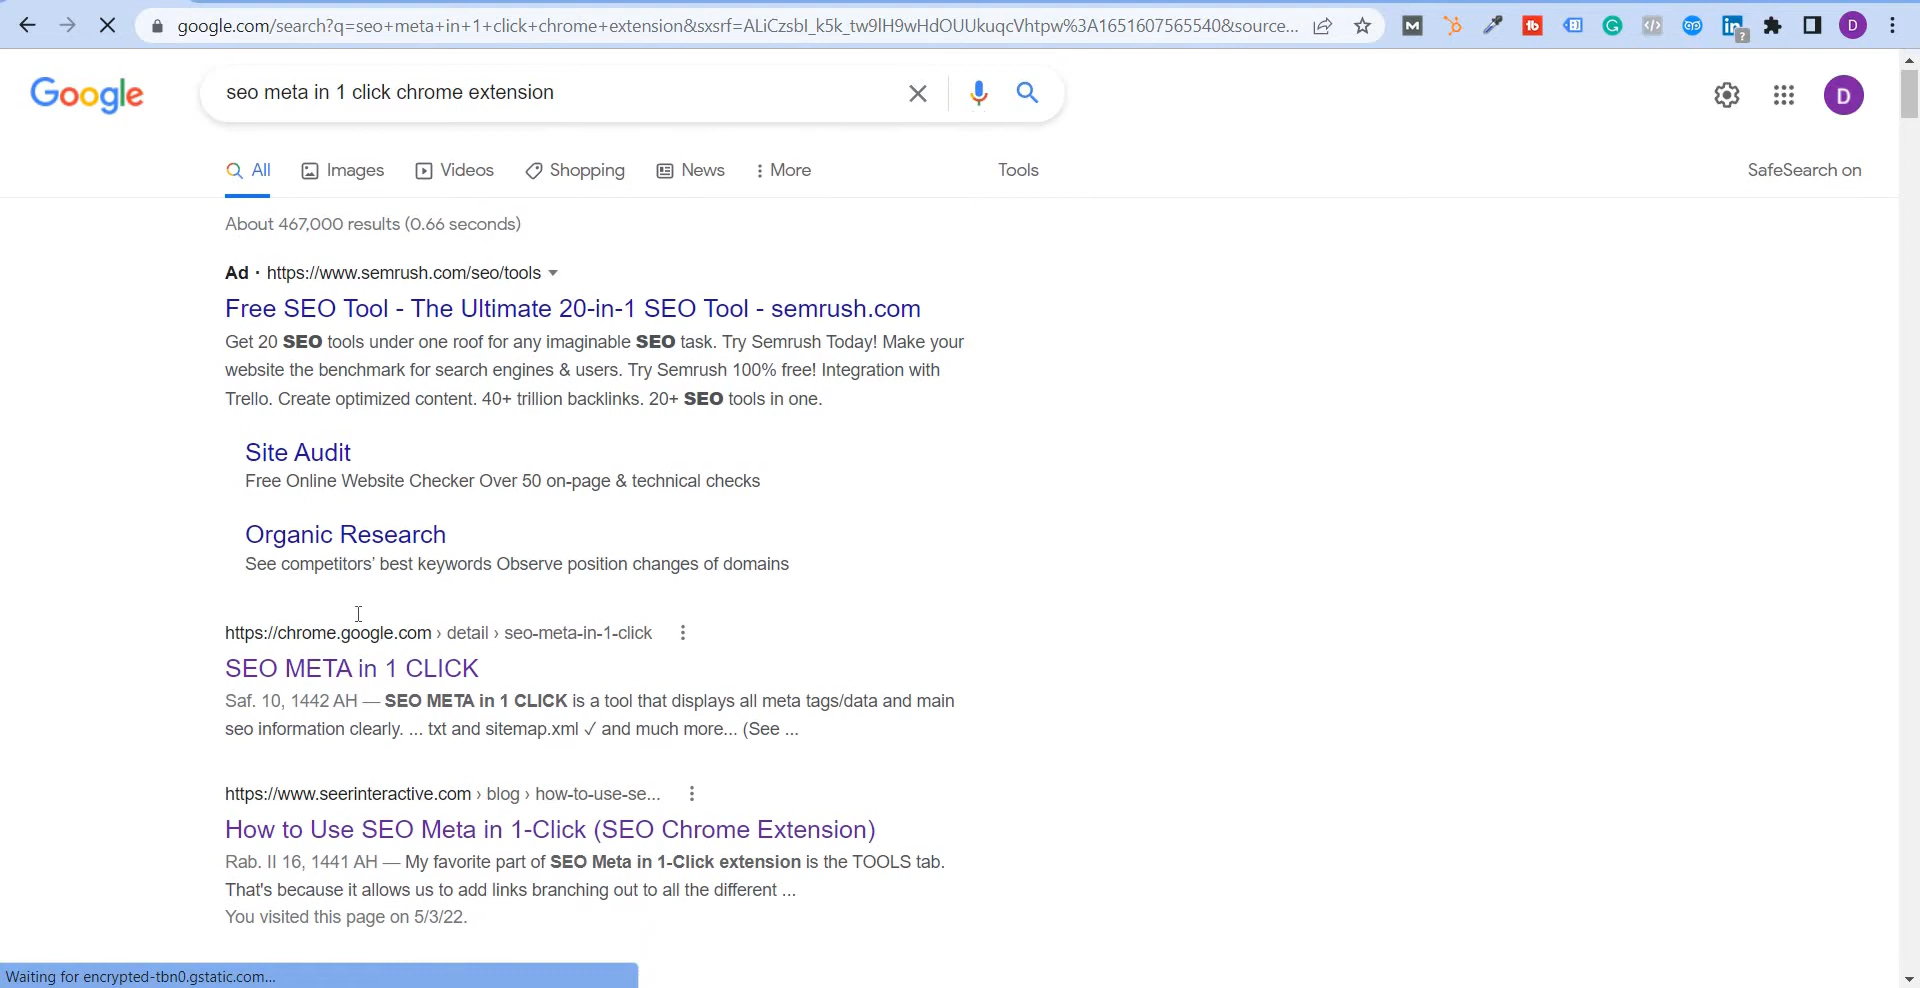 google.com/search?q=seo+meta+in+1+click+chrome+extension&sxsrf=ALiCzsbI_k5k_tw9IH9wHdOUUkuqcVhtpw%3A1651607565540&source...
M
tb
G
</>
gp
in
?
D
Google
seo meta in 1 click chrome extension
D
All
Images
Videos
Shopping
News
More
Tools
SafeSearch on
About 467,000 results (0.66 seconds)
Ad · https://www.semrush.com/seo/tools
Free SEO Tool - The Ultimate 20-in-1 SEO Tool - semrush.com
Get 20 SEO tools under one roof for any imaginable SEO task. Try Semrush Today! Make your
website the benchmark for search engines & users. Try Semrush 100% free! Integration with
Trello. Create optimized content. 40+ trillion backlinks. 20+ SEO tools in one.
Site Audit
Free Online Website Checker Over 50 on-page & technical checks
Organic Research
See competitors’ best keywords Observe position changes of domains
https://chrome.google.com › detail › seo-meta-in-1-click
SEO META in 1 CLICK
Saf. 10, 1442 AH — SEO META in 1 CLICK is a tool that displays all meta tags/data and main
seo information clearly. ... txt and sitemap.xml ✓ and much more... (See ...
https://www.seerinteractive.com › blog › how-to-use-se...
How to Use SEO Meta in 1-Click (SEO Chrome Extension)
Rab. II 16, 1441 AH — My favorite part of SEO Meta in 1-Click extension is the TOOLS tab.
That's because it allows us to add links branching out to all the different ...
You visited this page on 5/3/22.
Waiting for encrypted-tbn0.gstatic.com...